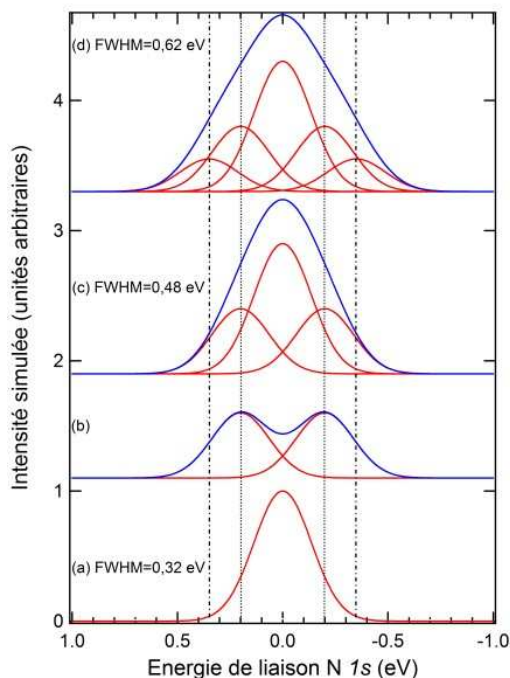 (d) FWHM=0,62 eV
4
3
(c) FWHM=0,48 eV
2
(b)
1
(a) FWHM=0,32 eV
0
1.0 0.5 0.0 -0.5 -1.0
Energie de liaison N 1s (eV)
Intensité simulée (unités arbitraires)